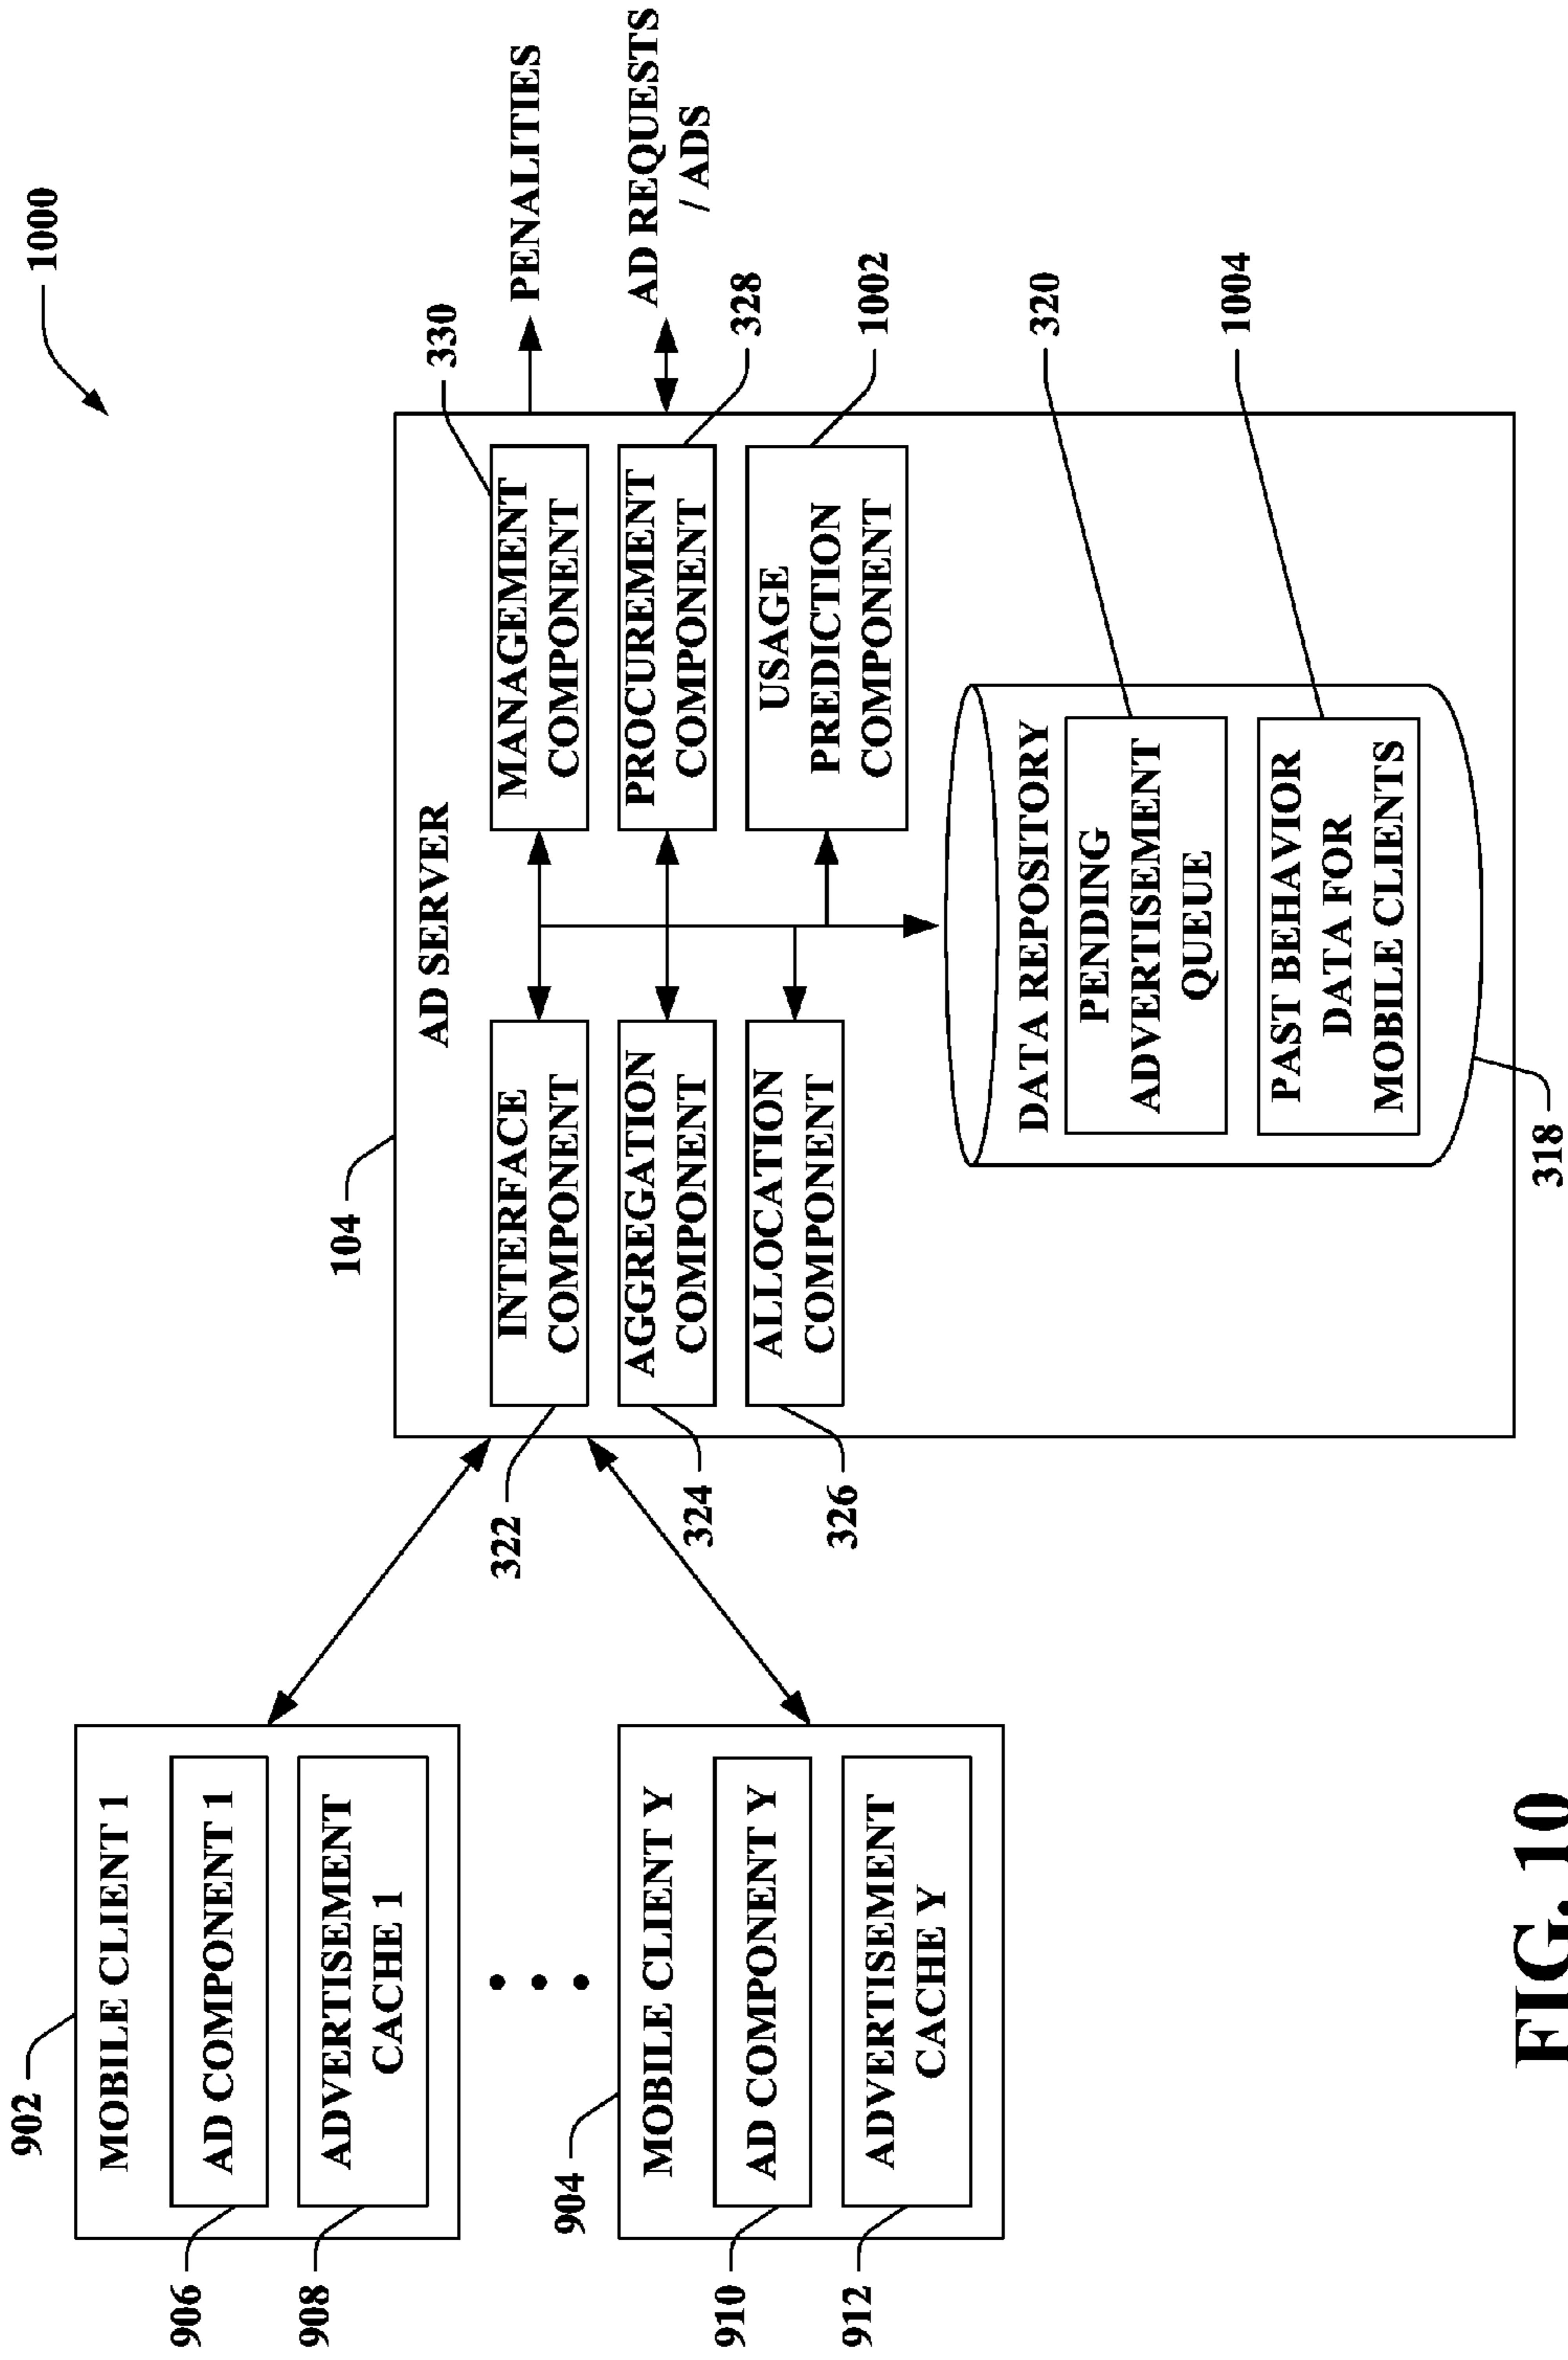 1000
902
MOBILE CLIENT 1
906
AD COMPONENT 1
908
ADVERTISEMENT
CACHE 1
904
MOBILE CLIENT Y
910
AD COMPONENT Y
912
ADVERTISEMENT
CACHE Y
104
AD SERVER
322
INTERFACE
COMPONENT
324
AGGREGATION
COMPONENT
326
ALLOCATION
COMPONENT
330
MANAGEMENT
COMPONENT
328
PROCUREMENT
COMPONENT
1002
USAGE
PREDICTION
COMPONENT
PENALITIES
AD REQUESTS
/ ADS
318
DATA REPOSITORY
320
PENDING
ADVERTISEMENT
QUEUE
1004
PAST BEHAVIOR
DATA FOR
MOBILE CLIENTS
FIG. 10